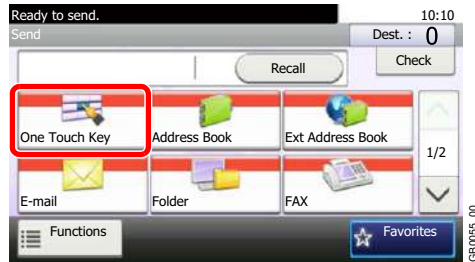 Ready to send. 10:10
Send Dest. : 0
Recall Check
One Touch Key Address Book Ext Address Book
1/2
E-mail Folder FAX
Functions Favorites
GB0055_00